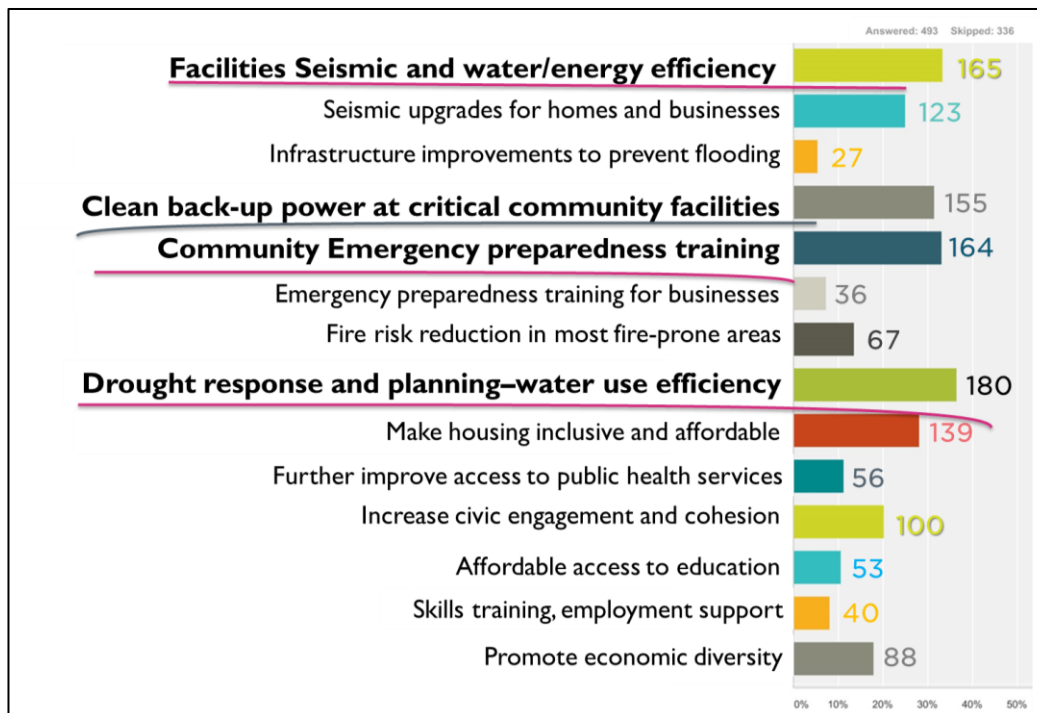 Answered: 493 Skipped: 336
Facilities Seismic and water/energy efficiency 165
Seismic upgrades for homes and businesses 123
Infrastructure improvements to prevent flooding 27
Clean back-up power at critical community facilities 155
Community Emergency preparedness training 164
Emergency preparedness training for businesses 36
Fire risk reduction in most fire-prone areas 67
Drought response and planning–water use efficiency 180
Make housing inclusive and affordable 139
Further improve access to public health services 56
Increase civic engagement and cohesion 100
Affordable access to education 53
Skills training, employment support 40
Promote economic diversity 88
0% 10% 20% 30% 40% 50%